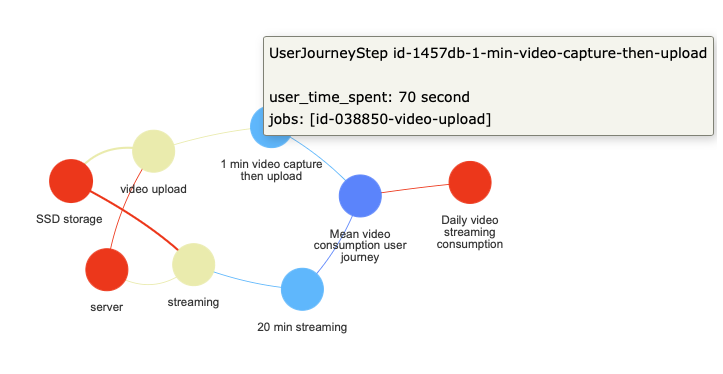 UserJourneyStep id-1457db-1-min-video-capture-then-upload
user_time_spent: 70 second
jobs: [id-038850-video-upload]
1 min video capture
then upload
video upload
SSD storage
Mean video
consumption user
journey
Daily video
streaming
consumption
server
streaming
20 min streaming